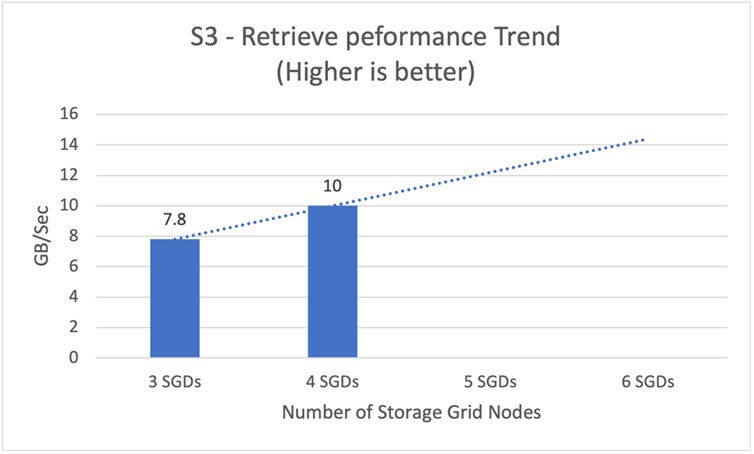 S3 - Retrieve peformance Trend
(Higher is better)
GB/Sec
16
14
12
10
8
6
4
2
0
7.8
10
3 SGDs
4 SGDs
5 SGDs
6 SGDs
Number of Storage Grid Nodes